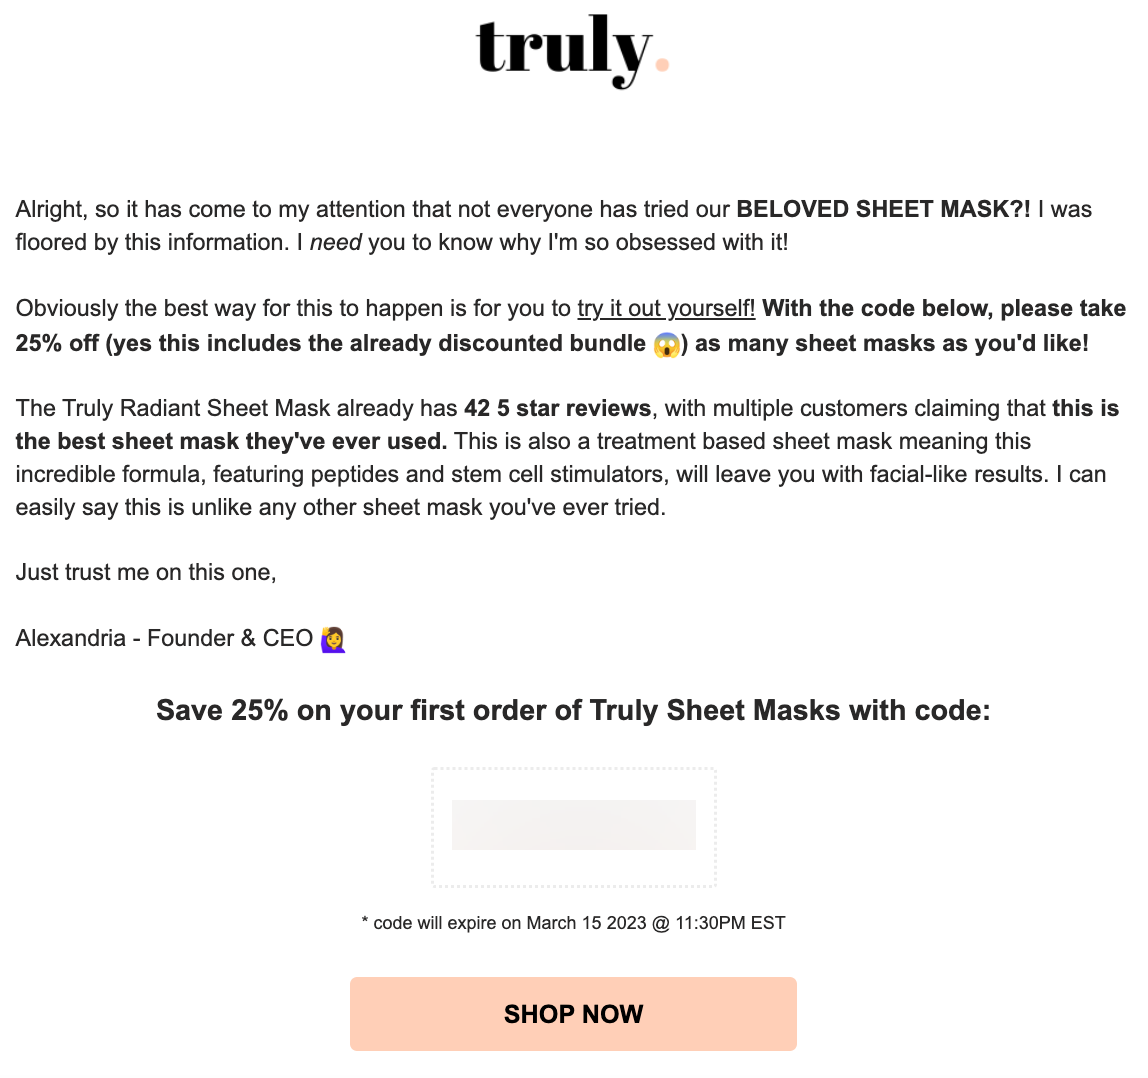 truly.
Alright, so it has come to my attention that not everyone has tried our BELOVED SHEET MASK?! I was
floored by this information. I need you to know why I'm so obsessed with it!
Obviously the best way for this to happen is for you to try it out yourself! With the code below, please take
25% off (yes this includes the already discounted bundle 😱) as many sheet masks as you'd like!
The Truly Radiant Sheet Mask already has 42 5 star reviews, with multiple customers claiming that this is
the best sheet mask they've ever used. This is also a treatment based sheet mask meaning this
incredible formula, featuring peptides and stem cell stimulators, will leave you with facial-like results. I can
easily say this is unlike any other sheet mask you've ever tried.
Just trust me on this one,
Alexandria - Founder & CEO 🙋‍♀️
Save 25% on your first order of Truly Sheet Masks with code:
* code will expire on March 15 2023 @ 11:30PM EST
SHOP NOW